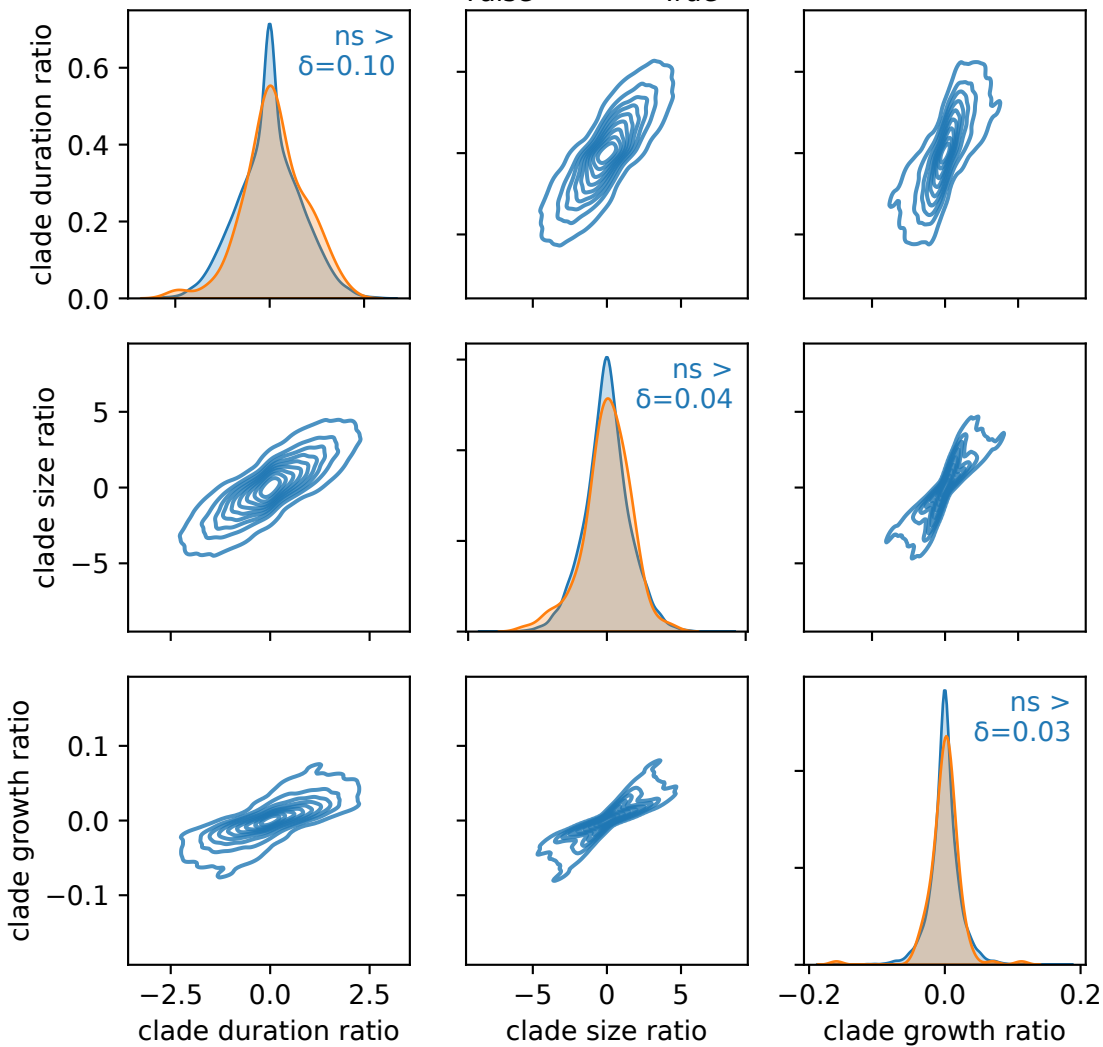 clade duration ratio
0.6
0.4
0.2
0.0
−2.5
0.0
2.5
ns >
δ=0.10
−5
0
5
−0.2
0.0
0.2
clade size ratio
5
0
−5
ns >
δ=0.04
clade growth ratio
0.1
0.0
−0.1
ns >
δ=0.03
clade duration ratio
clade size ratio
clade growth ratio